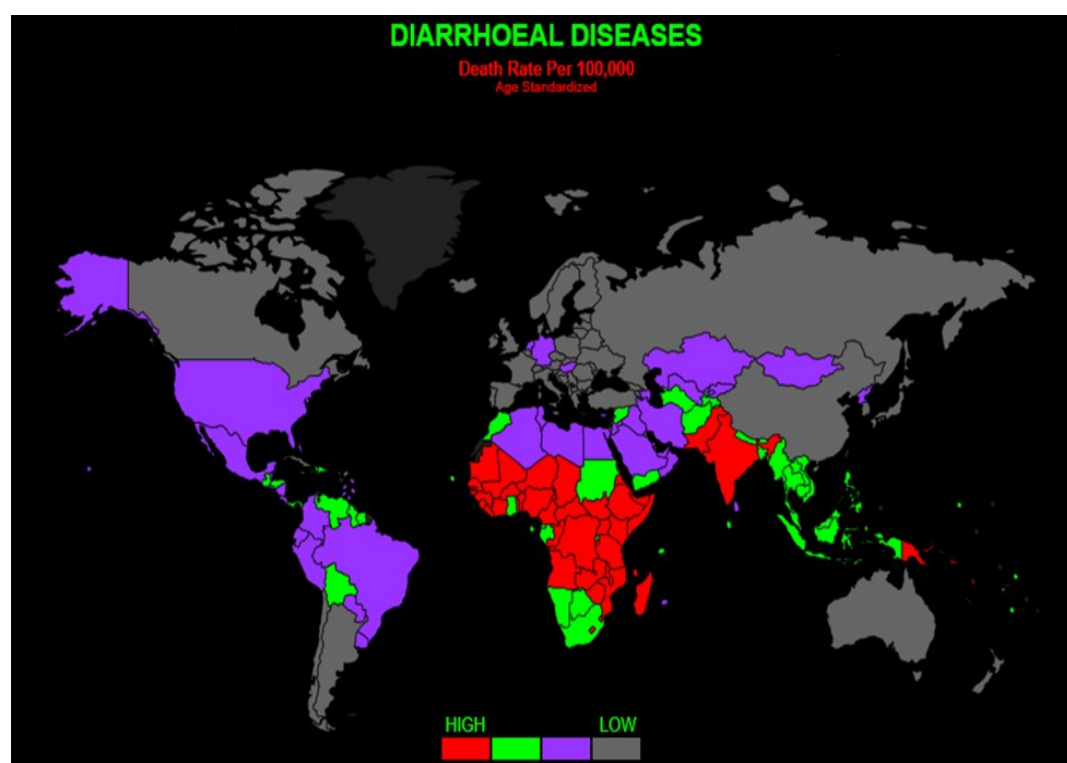 DIARRHOEAL DISEASES
Death Rate Per 100,000
Age Standardized
HIGH LOW